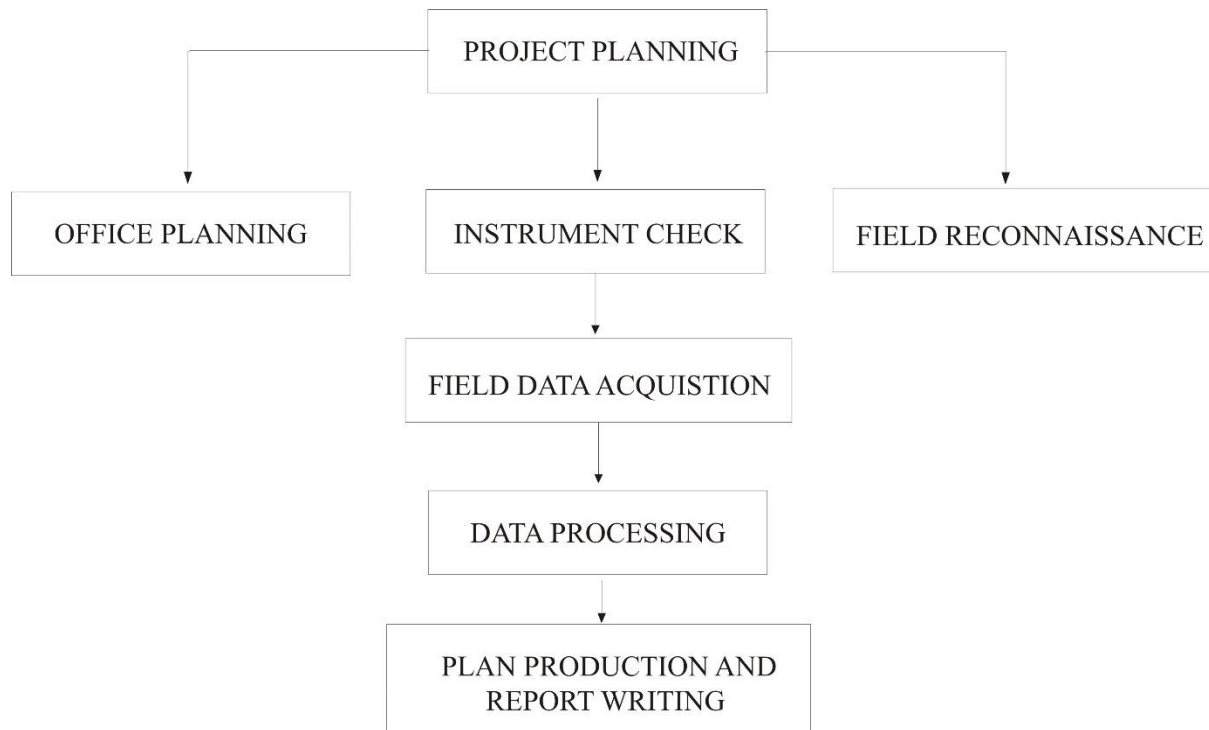 PROJECT PLANNING
OFFICE PLANNING
INSTRUMENT CHECK
FIELD RECONNAISSANCE
FIELD DATA ACQUISTION
DATA PROCESSING
PLAN PRODUCTION AND
REPORT WRITING